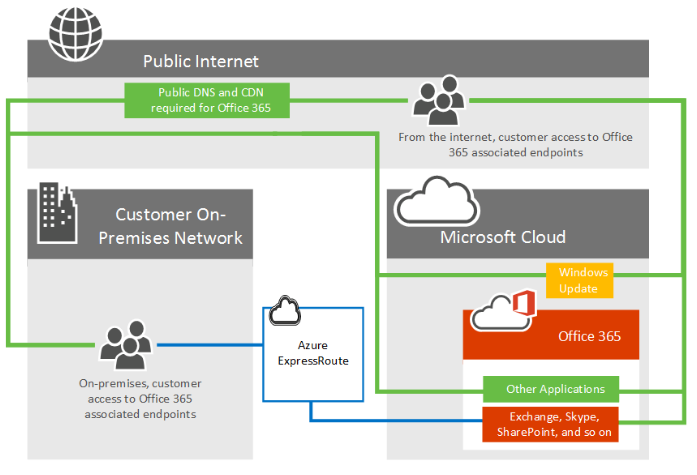 Public Internet
Public DNS and CDN
required for Office 365
From the internet, customer access to Office
365 associated endpoints
Customer On-
Premises Network
Microsoft Cloud
Windows
Update
Office 365
Azure
ExpressRoute
On-premises, customer
access to Office 365
associated endpoints
Other Applications
Exchange, Skype,
SharePoint, and so on